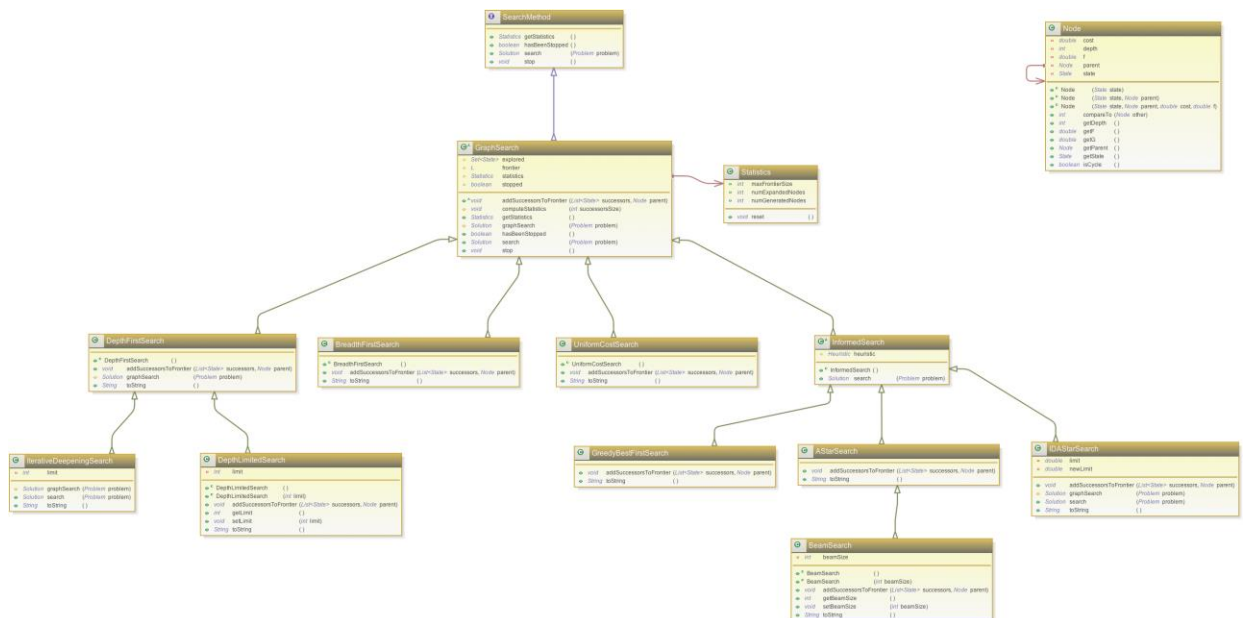 SearchMethod
Statistics getStatistics ( )
boolean hasBeenStopped ( )
Solution search (Problem problem)
void stop ( )
Node
double cost
int depth
double f
Node parent
State state
Node (State state)
Node (State state, Node parent)
Node (State state, Node parent, double cost, double f)
int compareTo (Node other)
int getDepth ( )
double getF ( )
double getG ( )
Node getParent ( )
State getState ( )
boolean isCycle ( )
GraphSearch
Set<State> explored
L frontier
Statistics statistics
boolean stopped
void addSuccessorsToFrontier (List<State> successors, Node parent)
void computeStatistics (int successorsSize)
Statistics getStatistics ( )
Solution graphSearch (Problem problem)
boolean hasBeenStopped ( )
Solution search (Problem problem)
void stop ( )
Statistics
int maxFrontierSize
int numExpandedNodes
int numGeneratedNodes
void reset ( )
DepthFirstSearch
DepthFirstSearch ( )
void addSuccessorsToFrontier (List<State> successors, Node parent)
Solution graphSearch (Problem problem)
String toString ( )
BreadthFirstSearch
BreadthFirstSearch ( )
void addSuccessorsToFrontier (List<State> successors, Node parent)
String toString ( )
UniformCostSearch
UniformCostSearch ( )
void addSuccessorsToFrontier (List<State> successors, Node parent)
String toString ( )
InformedSearch
Heuristic heuristic
InformedSearch ( )
Solution search (Problem problem)
IterativeDeepeningSearch
int limit
Solution graphSearch (Problem problem)
Solution search (Problem problem)
String toString ( )
DepthLimitedSearch
int limit
DepthLimitedSearch ( )
DepthLimitedSearch (int limit)
void addSuccessorsToFrontier (List<State> successors, Node parent)
int getLimit ( )
void setLimit (int limit)
String toString ( )
GreedyBestFirstSearch
void addSuccessorsToFrontier (List<State> successors, Node parent)
String toString ( )
AStarSearch
void addSuccessorsToFrontier (List<State> successors, Node parent)
String toString ( )
IDAStarSearch
double limit
double newLimit
void addSuccessorsToFrontier (List<State> successors, Node parent)
Solution graphSearch (Problem problem)
Solution search (Problem problem)
String toString ( )
BeamSearch
int beamSize
BeamSearch ( )
BeamSearch (int beamSize)
void addSuccessorsToFrontier (List<State> successors, Node parent)
int getBeamSize ( )
void setBeamSize (int beamSize)
String toString ( )